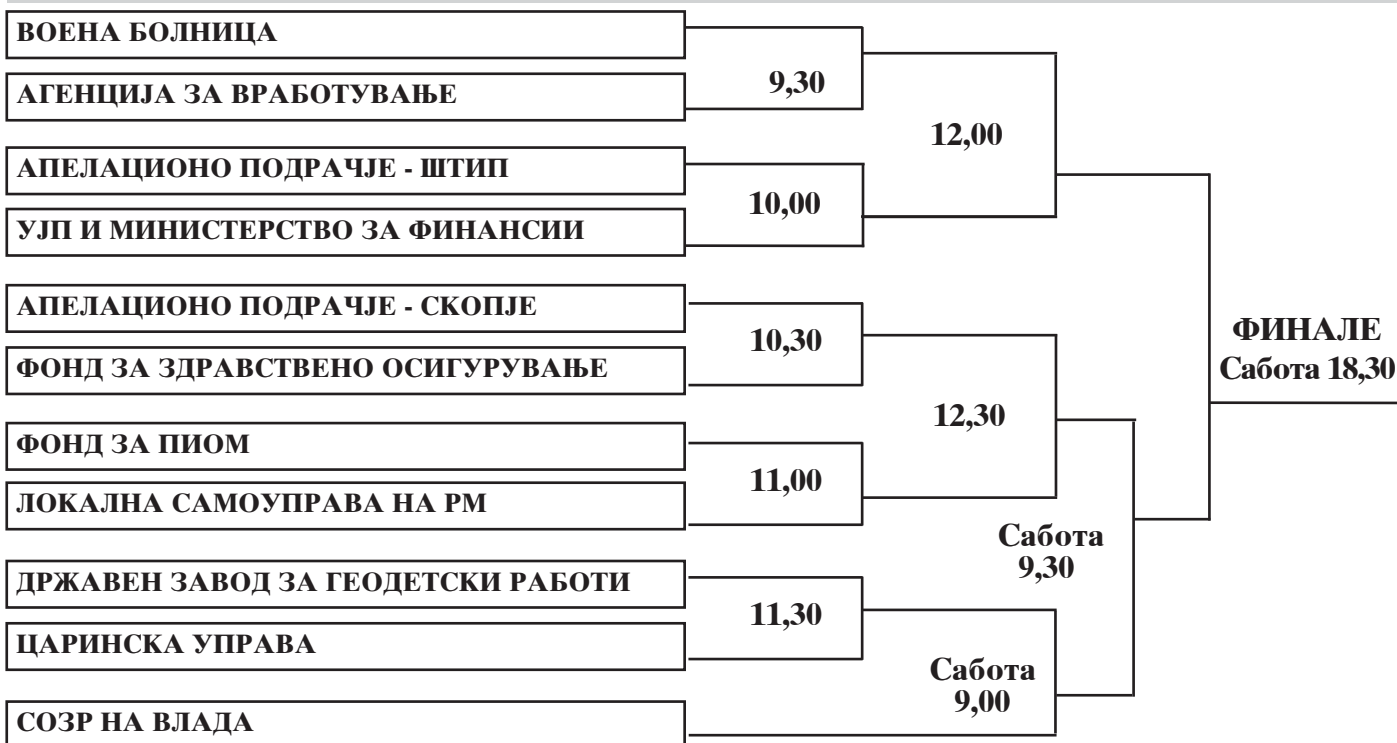 ВОЕНА БОЛНИЦА
9,30
АГЕНЦИЈА ЗА ВРАБОТУВАЊЕ
12,00
АПЕЛАЦИОНО ПОДРАЧЈЕ - ШТИП
10,00
УЈП И МИНИСТЕРСТВО ЗА ФИНАНСИИ
АПЕЛАЦИОНО ПОДРАЧЈЕ - СКОПЈЕ
10,30
ФОНД ЗА ЗДРАВСТВЕНО ОСИГУРУВАЊЕ
ФИНАЛЕ
Сабота 18,30
12,30
ФОНД ЗА ПИОМ
11,00
ЛОКАЛНА САМОУПРАВА НА РМ
Сабота
9,30
ДРЖАВЕН ЗАВОД ЗА ГЕОДЕТСКИ РАБОТИ
11,30
ЦАРИНСКА УПРАВА
Сабота
9,00
СОЗР НА ВЛАДА